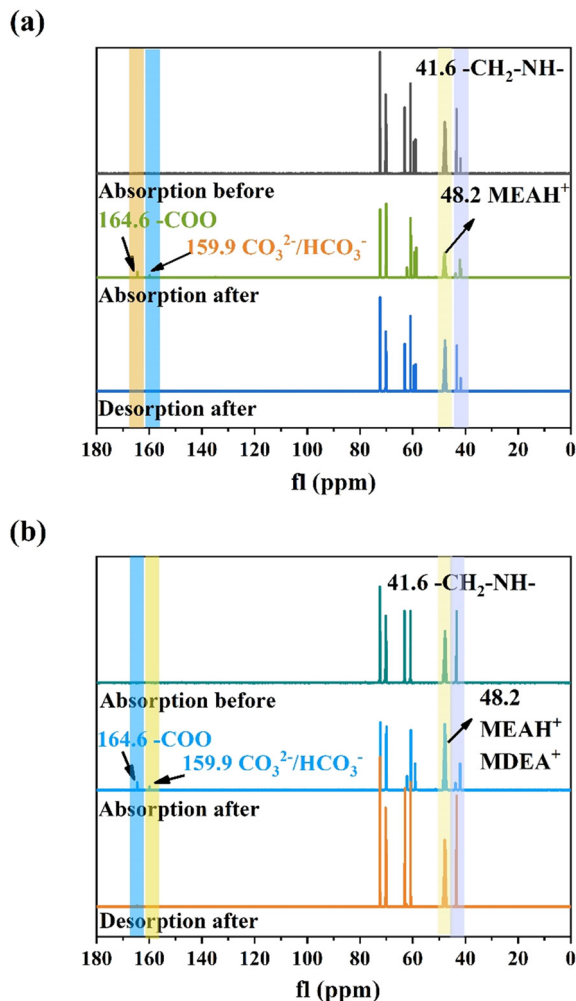 (a)
41.6 -CH₂-NH-
Absorption before
48.2 MEAH⁺
164.6 -COO
159.9 CO₃²⁻/HCO₃⁻
Absorption after
Desorption after
180 160 140 120 100 80 60 40 20 0
fl (ppm)
(b)
41.6 -CH₂-NH-
Absorption before
48.2
MEAH⁺
MDEA⁺
164.6 -COO
159.9 CO₃²⁻/HCO₃⁻
Absorption after
Desorption after
180 160 140 120 100 80 60 40 20 0
fl (ppm)